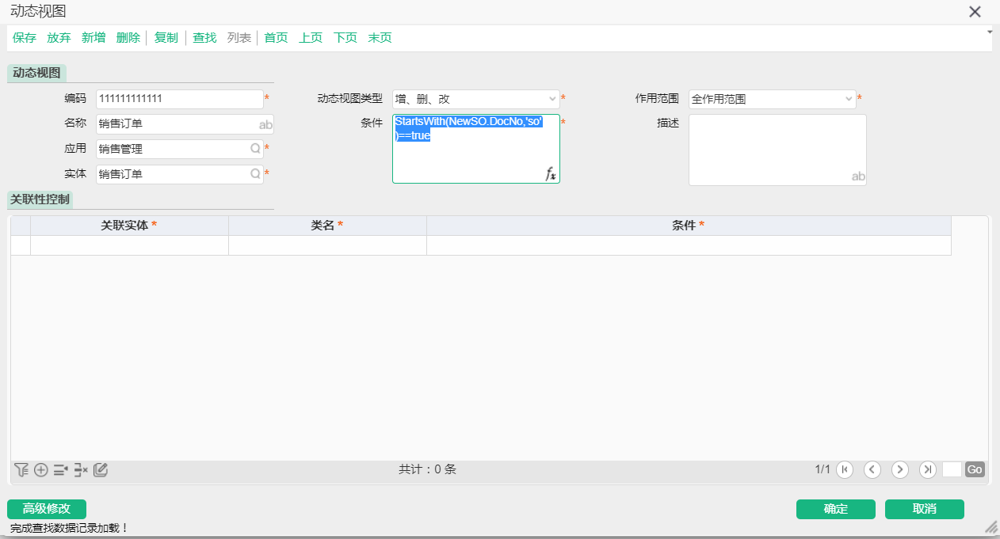 动态视图
保存 放弃 新增 删除 复制 查找 列表 首页 上页 下页 末页
动态视图
编码 111111111111 * 动态视图类型 增、删、改 * 作用范围 全作用范围 *
名称 销售订单 ab 条件 StartsWith(NewSO.DocNo,'so' * 描述
)==true
应用 销售管理 *
实体 销售订单 * fx ab
关联性控制
关联实体 * 类名 * 条件 *
共计：0 条 1/1 Go
高级修改 确定 取消
完成查找数据记录加载！